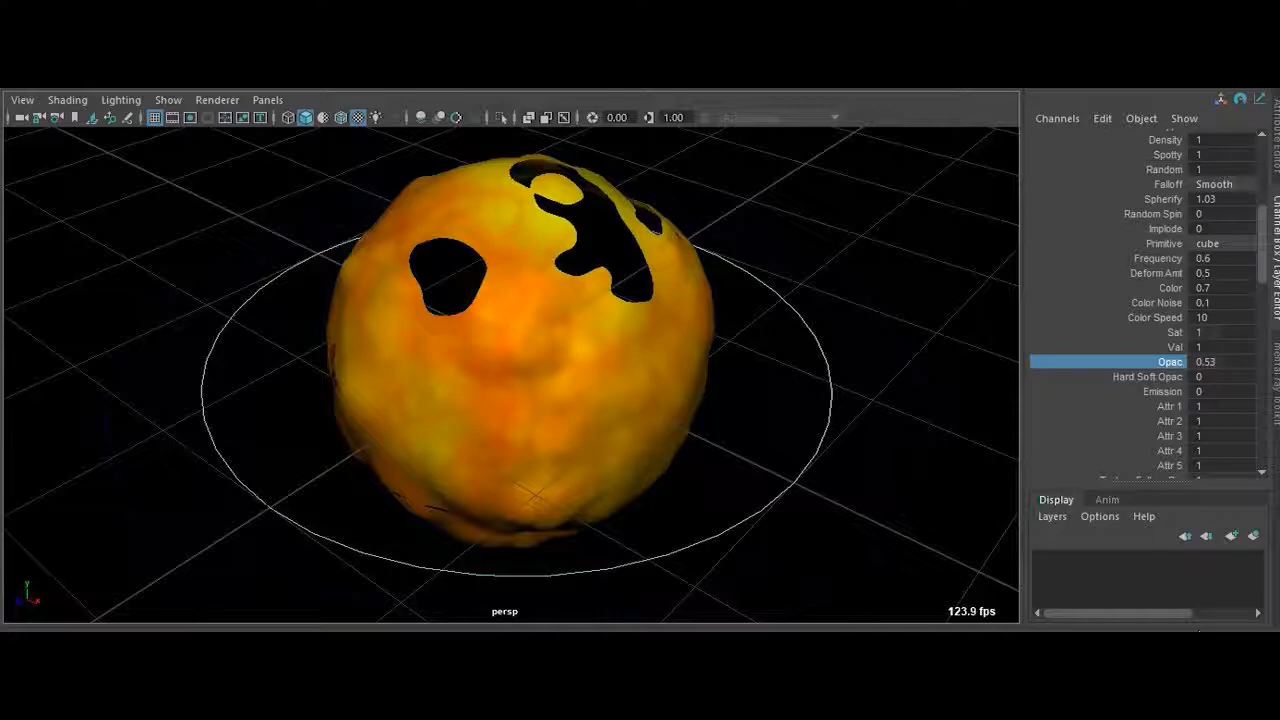 View Shading Lighting Show Renderer Panels
0.00 1.00
Channels Edit Object Show
Density 1
Spotty 1
Random 1
Falloff Smooth
Spherify 1.03
Random Spin 0
Implode 0
Primitive cube
Frequency 0.6
Deform Amt 0.5
Color 0.7
Color Noise 0.1
Color Speed 10
Sat 1
Val 1
Opac 0.53
Hard Soft Opac 0
Emission 0
Attr 1 1
Attr 2 1
Attr 3 1
Attr 4 1
Attr 5 1
Display Anim
Layers Options Help
y
x
persp
123.9 fps